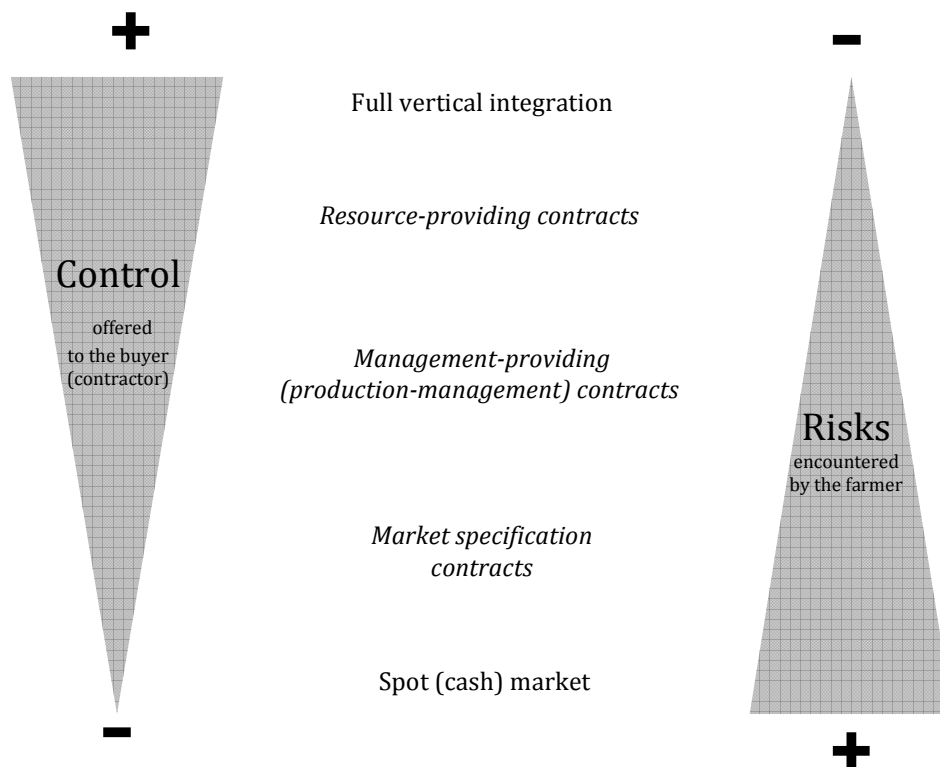 +
-
Full vertical integration
Resource-providing contracts
Control
offered
to the buyer
(contractor)
Management-providing
(production-management) contracts
Risks
encountered
by the farmer
Market specification
contracts
Spot (cash) market
-
+